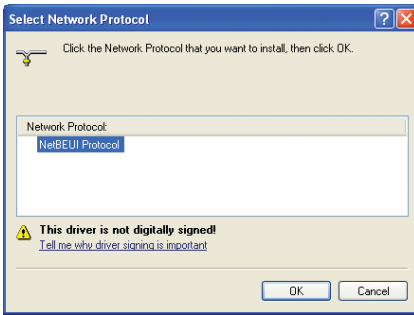 Select Network Protocol
Click the Network Protocol that you want to install, then click OK.
Network Protocol:
NetBEUI Protocol
This driver is not digitally signed!
Tell me why driver signing is important
OK
Cancel